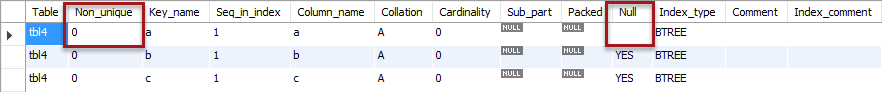 Table Non_unique Key_name Seq_in_index Column_name Collation Cardinality Sub_part Packed Null Index_type Comment Index_comment
tbl4 0 a 1 a A 0 NULL NULL BTREE
tbl4 0 b 1 b A 0 NULL NULL YES BTREE
tbl4 0 c 1 c A 0 NULL NULL YES BTREE